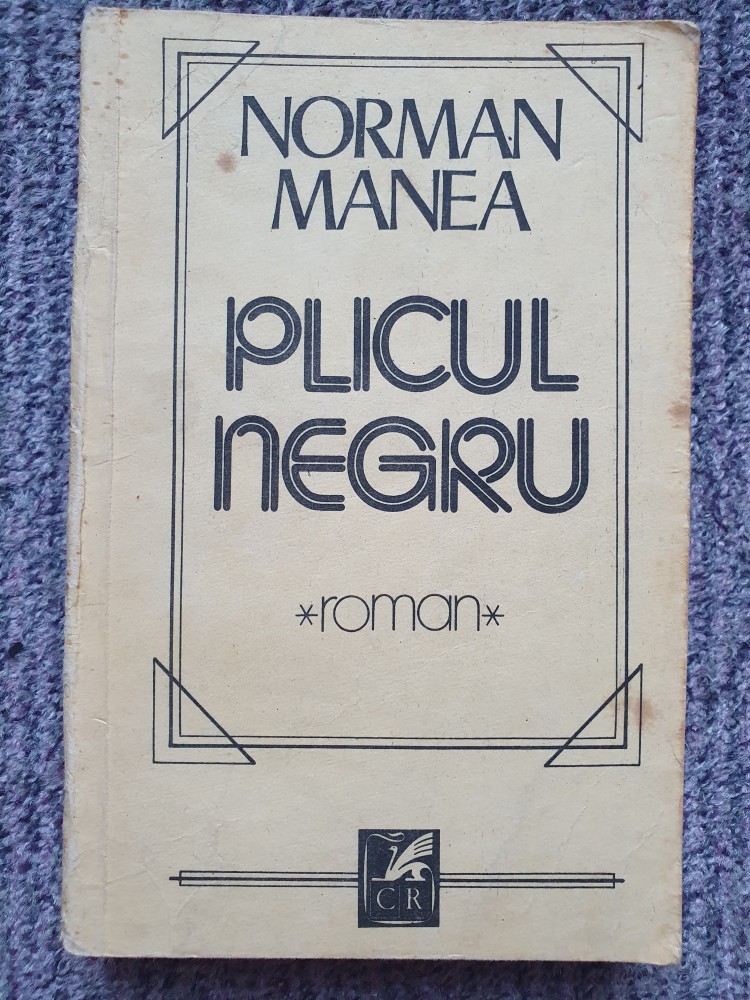 NORMAN
MANEA
PLICUL
NEGRU
*roman*
CR